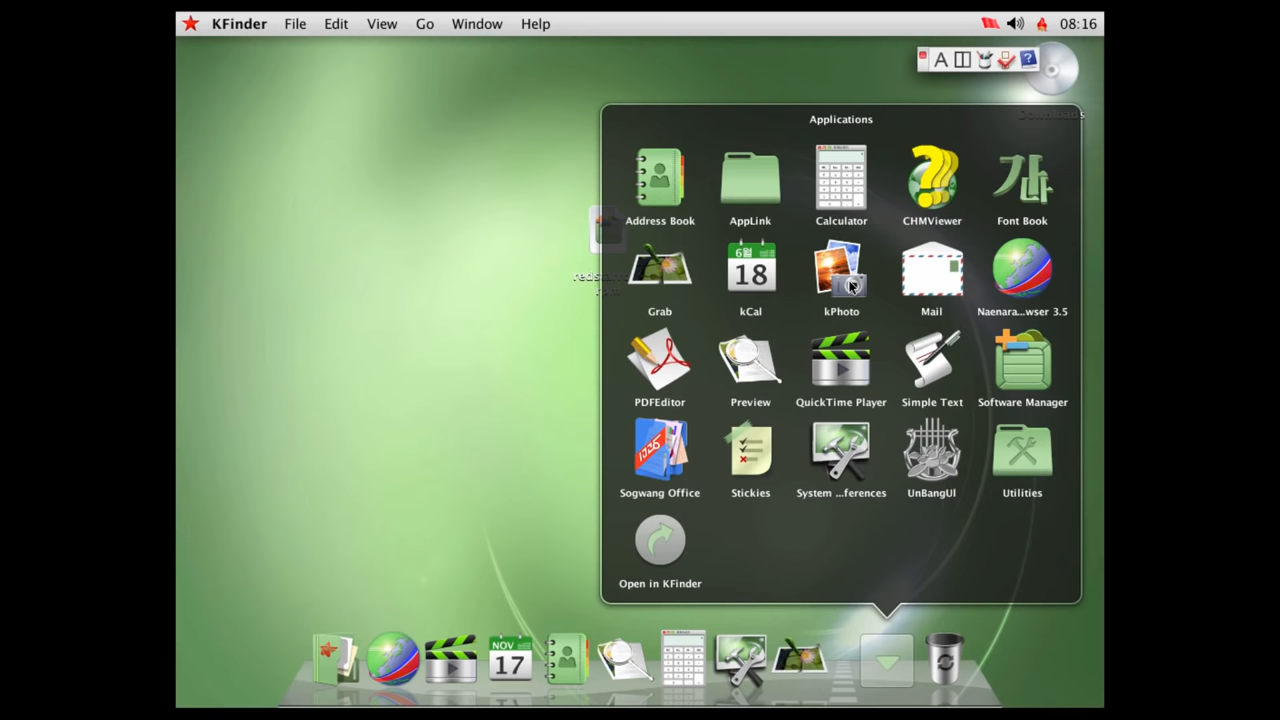 KFinder File Edit View Go Window Help 08:16
A
Applications
Address Book AppLink Calculator CHMViewer Font Book
6월
18
Grab kCal kPhoto Mail Naenara...wser 3.5
PDFEditor Preview QuickTime Player Simple Text Software Manager
Sogwang Office Stickies System ...ferences UnBangUI Utilities
Open in KFinder
NOV
17